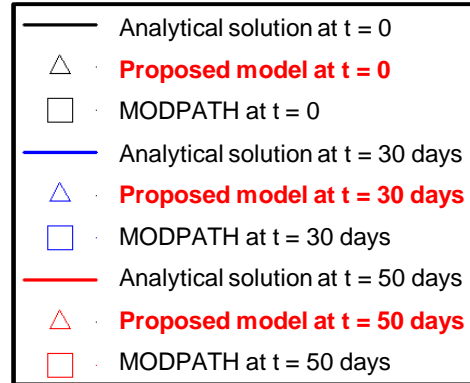 Analytical solution at t = 0
Proposed model at t = 0
MODPATH at t = 0
Analytical solution at t = 30 days
Proposed model at t = 30 days
MODPATH at t = 30 days
Analytical solution at t = 50 days
Proposed model at t = 50 days
MODPATH at t = 50 days